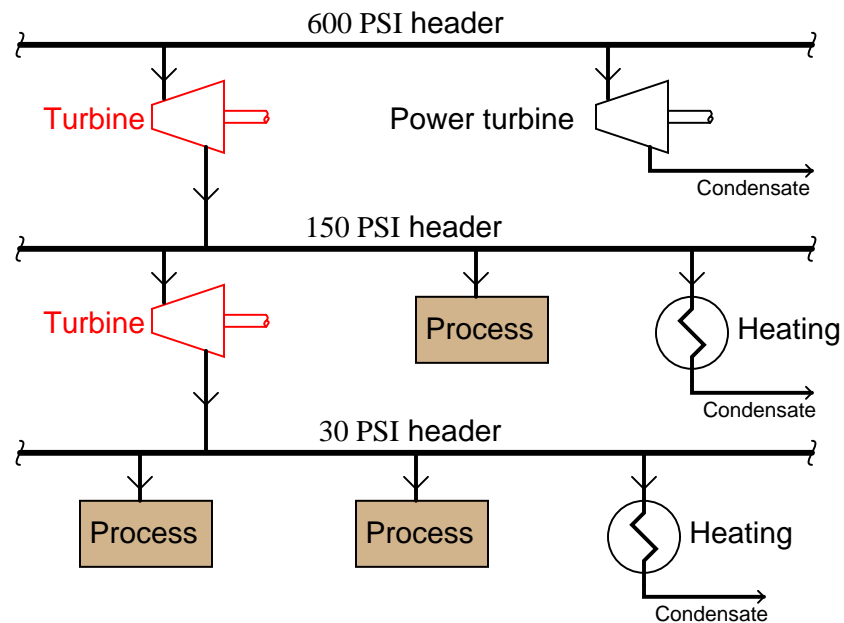 600 PSI header
Turbine
Power turbine
Condensate
150 PSI header
Turbine
Process
Heating
Condensate
30 PSI header
Process
Process
Heating
Condensate